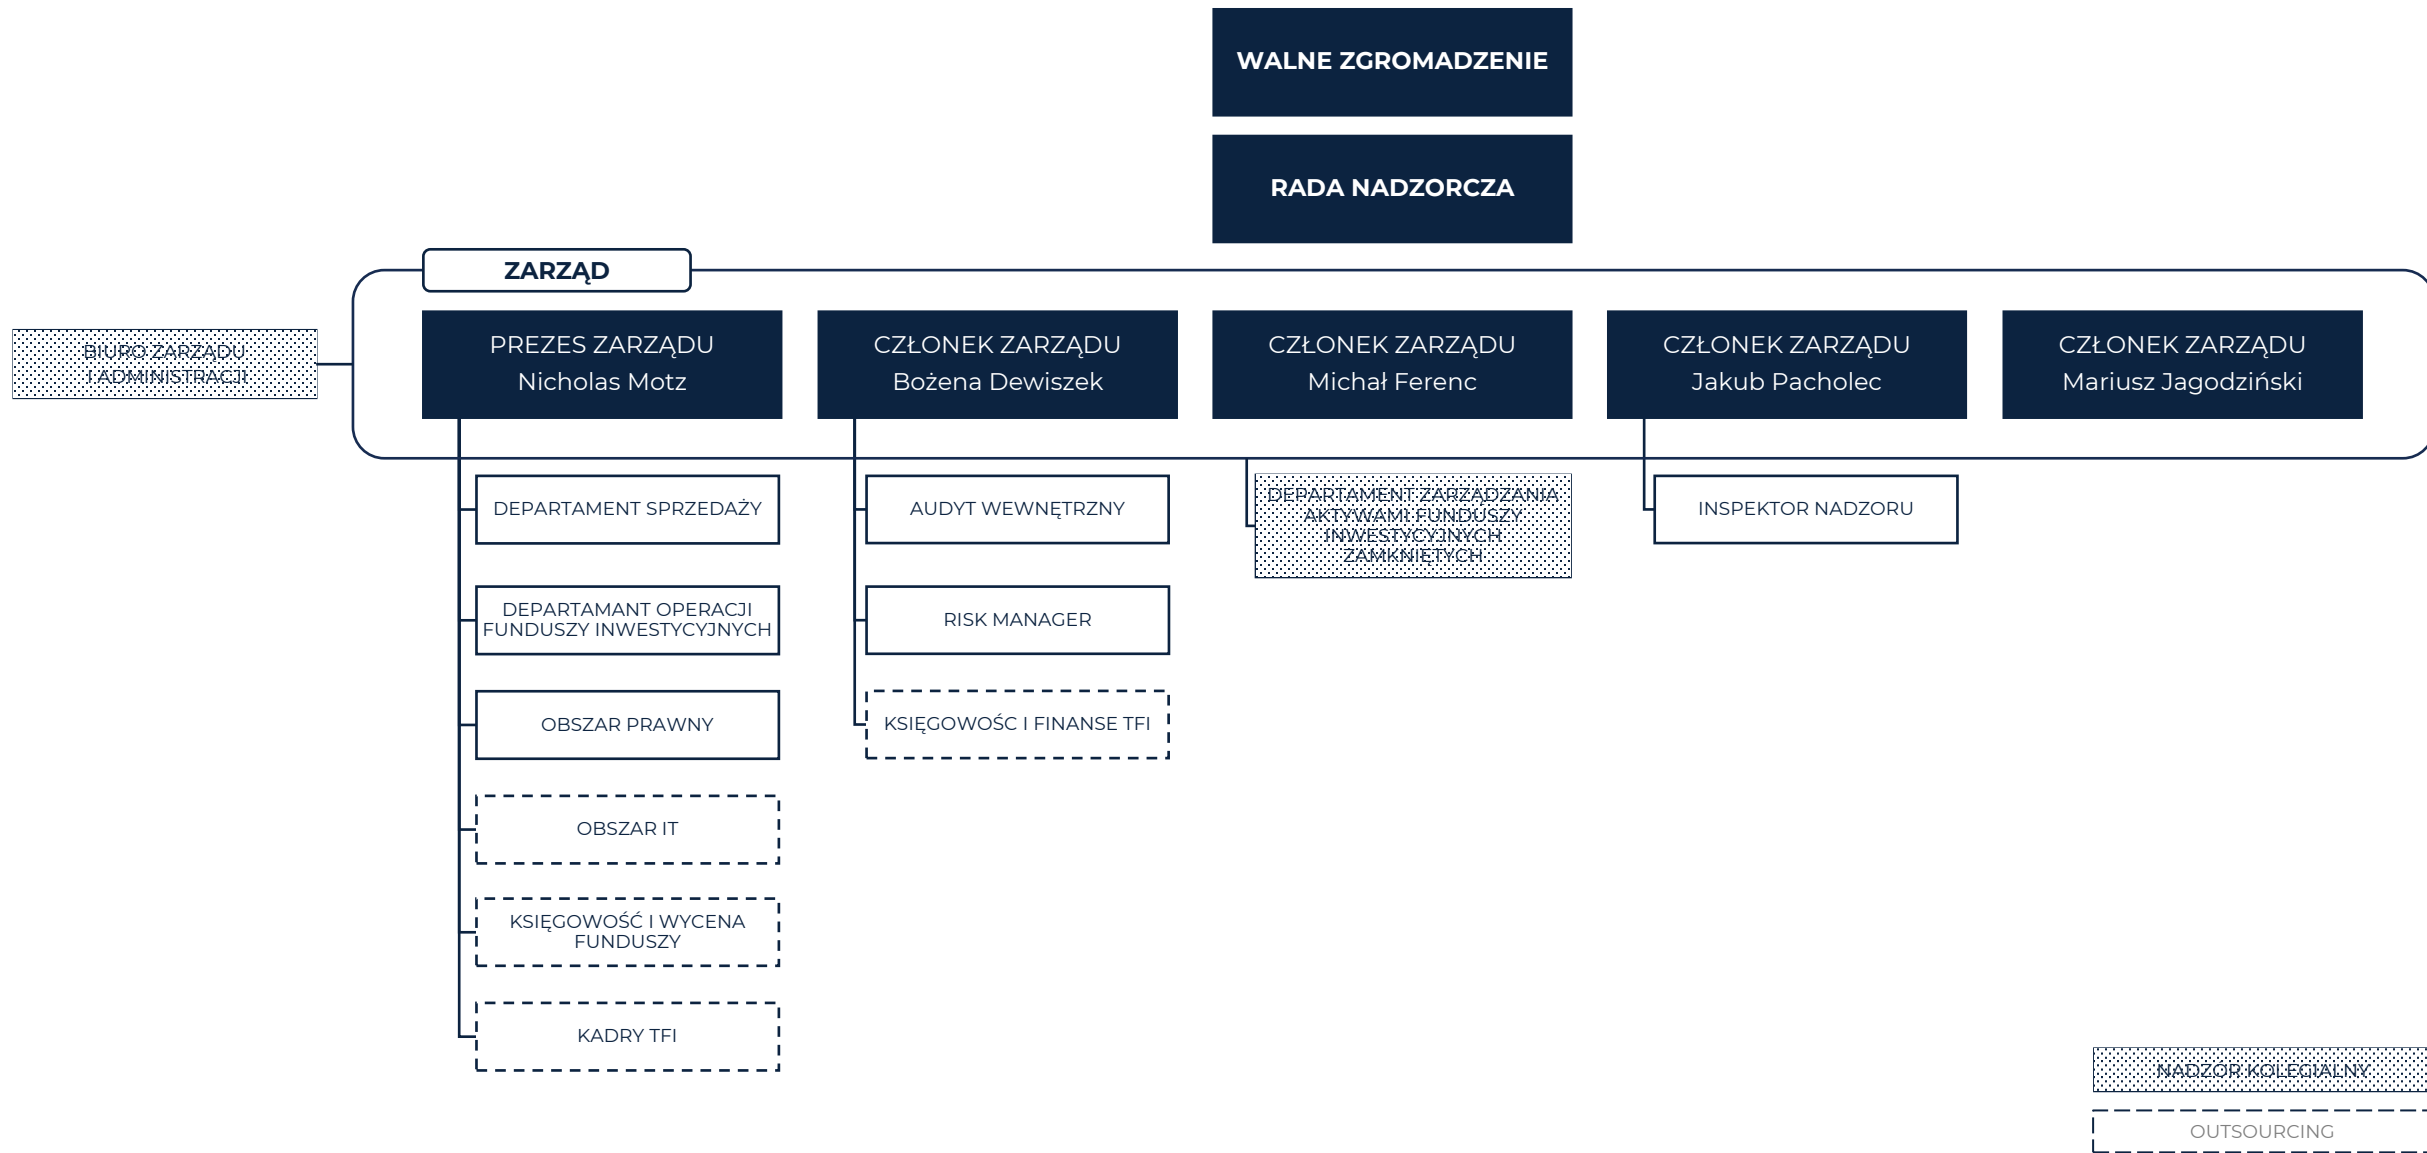 WALNE ZGROMADZENIE
RADA NADZORCZA
ZARZĄD
BIURO ZARZĄDU
I ADMINISTRACJI
PREZES ZARZĄDU
Nicholas Motz
CZŁONEK ZARZĄDU
Bożena Dewiszek
CZŁONEK ZARZĄDU
Michał Ferenc
CZŁONEK ZARZĄDU
Jakub Pacholec
CZŁONEK ZARZĄDU
Mariusz Jagodziński
DEPARTAMENT SPRZEDAŻY
DEPARTAMANT OPERACJI
FUNDUSZY INWESTYCYJNYCH
OBSZAR PRAWNY
OBSZAR IT
KSIĘGOWOŚĆ I WYCENA
FUNDUSZY
KADRY TFI
AUDYT WEWNĘTRZNY
RISK MANAGER
KSIĘGOWOŚC I FINANSE TFI
DEPARTAMENT ZARZĄDZANIA
AKTYWAMI FUNDUSZY
INWESTYCYJNYCH
ZAMKNIĘTYCH
INSPEKTOR NADZORU
NADZÓR KOLEGIALNY
OUTSOURCING